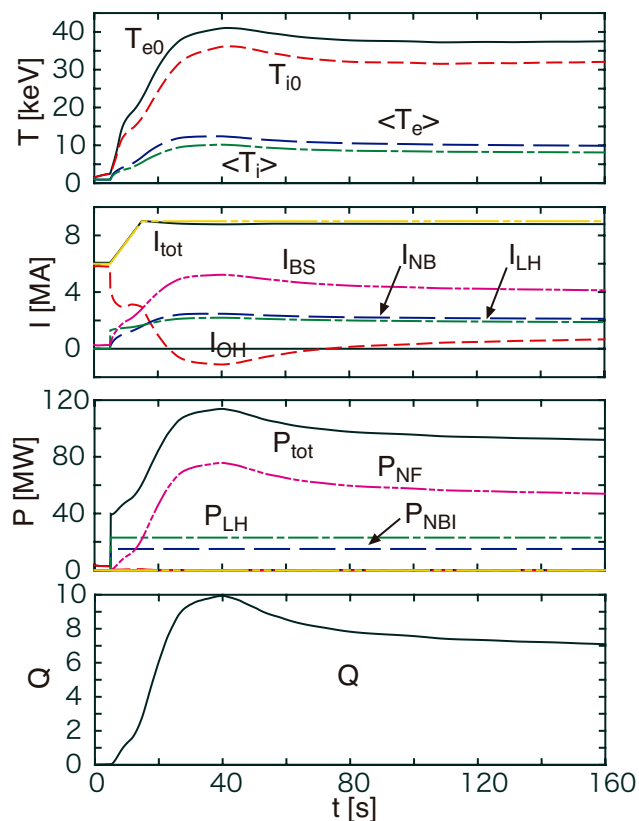 40
30
20
10
0
T [keV]
T_e0
T_i0
<T_e>
<T_i>
8
4
0
I [MA]
I_tot
I_BS
I_NB
I_LH
I_OH
120
80
40
0
P [MW]
P_tot
P_NF
P_LH
P_NBI
10
8
6
4
2
0
Q
Q
0 40 80 120 160
t [s]